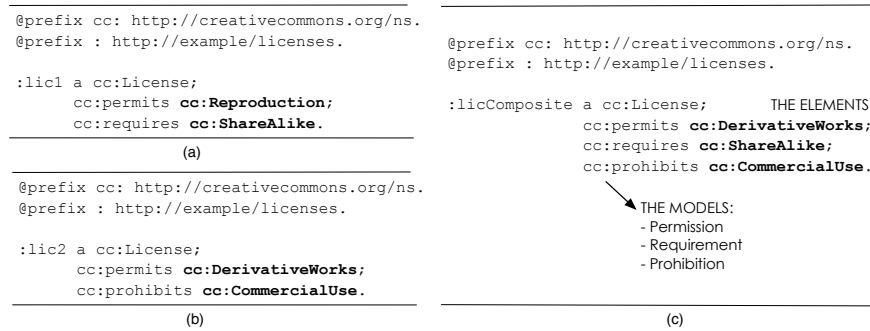 @prefix cc: http://creativecommons.org/ns.
@prefix : http://example/licenses.
:lic1 a cc:License;
cc:permits cc:Reproduction;
cc:requires cc:ShareAlike.
(a)
@prefix cc: http://creativecommons.org/ns.
@prefix : http://example/licenses.
:lic2 a cc:License;
cc:permits cc:DerivativeWorks;
cc:prohibits cc:CommercialUse.
(b)
@prefix cc: http://creativecommons.org/ns.
@prefix : http://example/licenses.
:licComposite a cc:License; THE ELEMENTS
cc:permits cc:DerivativeWorks;
cc:requires cc:ShareAlike;
cc:prohibits cc:CommercialUse.
THE MODELS:
- Permission
- Requirement
- Prohibition
(c)